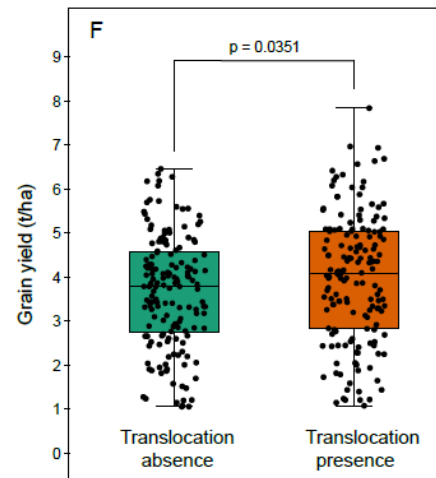 F
p = 0.0351
Grain yield (t/ha)
9
8
7
6
5
4
3
2
1
0
Translocation
absence
Translocation
presence